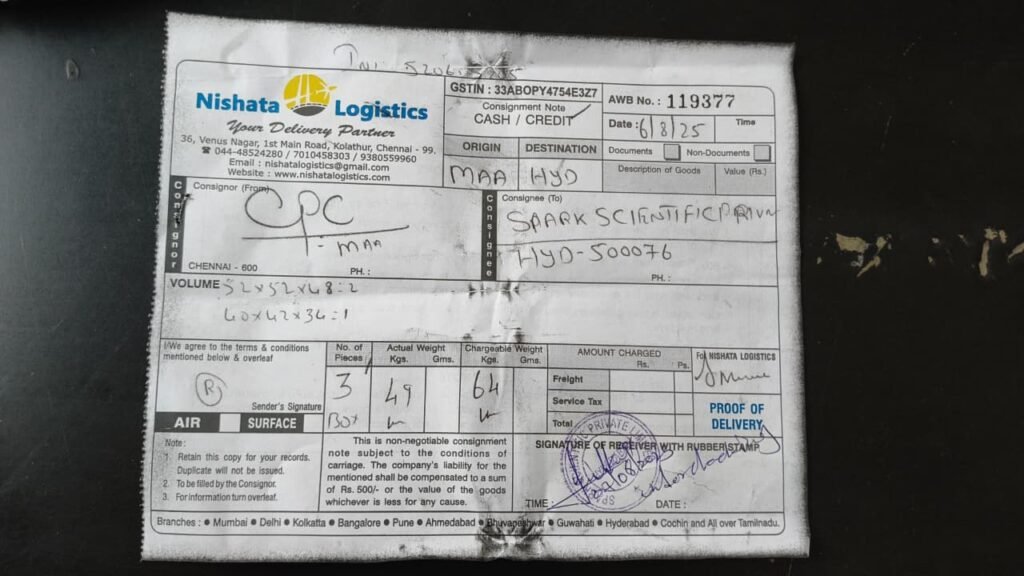 INV 5206
Nishata Logistics
Your Delivery Partner
36, Venus Nagar, 1st Main Road, Kolathur, Chennai - 99.
☎ 044-48524280 / 7010458303 / 9380559960
Email : nishatalogistics@gmail.com
Website : www.nishatalogistics.com
GSTIN : 33ABOPY4754E3Z7
Consignment Note
CASH / CREDIT
AWB No. : 119377
Date : 6/8/25 Time
ORIGIN DESTINATION
MAA HYD
Documents Non-Documents
Description of Goods Value (Rs.)
Consignor
Consignor (From)
CPC
- MAA
CHENNAI - 600 PH. :
Consignee
Consignee (To)
SPARK SCIENTIFIC
HYD-500076
PH. :
VOLUME 52x52x48=2
40x42x34=1
I/We agree to the terms & conditions
mentioned below & overleaf
R
Sender's Signature
AIR SURFACE
No. of Pieces
3
BOX
Actual Weight
Kgs. Gms.
49
Chargeable Weight
Kgs. Gms.
64
AMOUNT CHARGED
Rs. Ps.
Freight
Service Tax
Total
For NISHATA LOGISTICS
PROOF OF
DELIVERY
Note :
1. Retain this copy for your records.
Duplicate will not be issued.
2. To be filled by the Consignor.
3. For information turn overleaf.
This is non-negotiable consignment
note subject to the conditions of
carriage. The company's liability for the
mentioned shall be compensated to a sum
of Rs. 500/- or the value of the goods
whichever is less for any cause.
SIGNATURE OF RECEIVER WITH RUBBER STAMP
PRIVATE
TIME : DATE :
Branches : ● Mumbai ● Delhi ● Kolkatta ● Bangalore ● Pune ● Ahmedabad ● Bhuvaneshwar ● Guwahati ● Hyderabad ● Cochin and All over Tamilnadu.